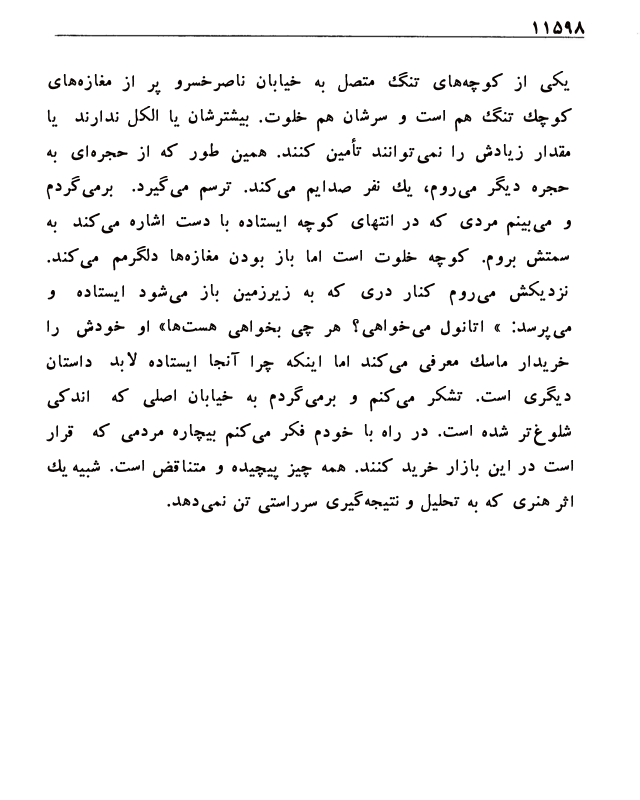 ۱۱۵۹۸
یکی از کوچه‌های تنگ متصل به خیابان ناصرخسرو پر از مغازه‌های
کوچك تنگ هم است و سرشان هم خلوت. بیشترشان یا الکل ندارند یا
مقدار زیادش را نمی‌توانند تأمین کنند. همین طور که از حجره‌ای به
حجره دیگر می‌روم، یك نفر صدایم می‌کند. ترسم می‌گیرد. برمی‌گردم
و می‌بینم مردی که در انتهای کوچه ایستاده با دست اشاره می‌کند به
سمتش بروم. کوچه خلوت است اما باز بودن مغازه‌ها دلگرمم می‌کند.
نزدیکش می‌روم کنار دری که به زیرزمین باز می‌شود ایستاده و
می‌پرسد: » اتانول می‌خواهی؟ هر چی بخواهی هست‌ها» او خودش را
خریدار ماسك معرفی می‌کند اما اینکه چرا آنجا ایستاده لابد داستان
دیگری است. تشکر می‌کنم و برمی‌گردم به خیابان اصلی که اندکی
شلوغ‌تر شده است. در راه با خودم فکر می‌کنم بیچاره مردمی که قرار
است در این بازار خرید کنند. همه چیز پیچیده و متناقض است. شبیه یك
اثر هنری که به تحلیل و نتیجه‌گیری سرراستی تن نمی‌دهد.